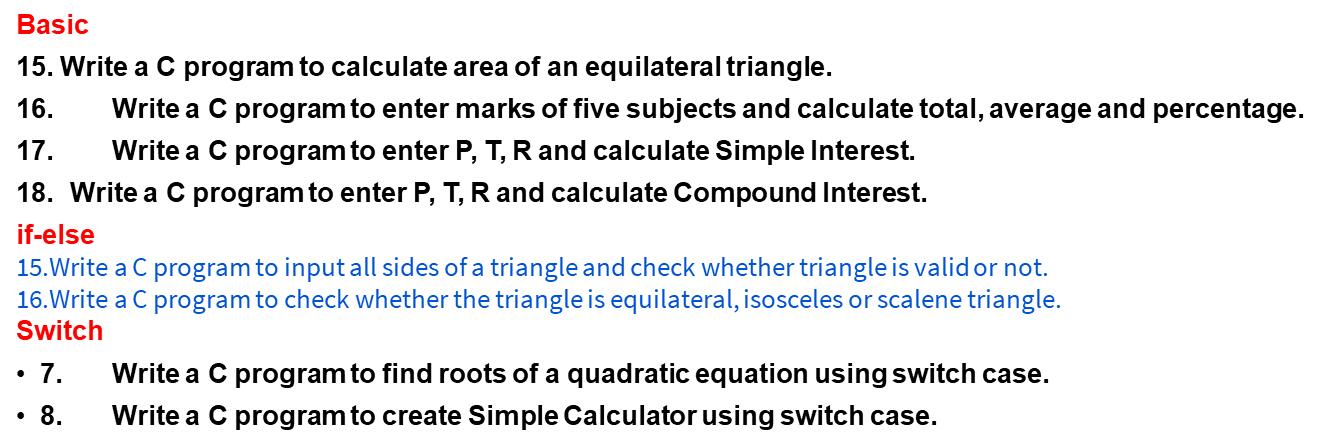 Basic
15. Write a C program to calculate area of an equilateral triangle.
16. Write a C program to enter marks of five subjects and calculate total, average and percentage.
17. Write a C program to enter P, T, R and calculate Simple Interest.
18. Write a C program to enter P, T, R and calculate Compound Interest.
if-else
15.Write a C program to input all sides of a triangle and check whether triangle is valid or not.
16.Write a C program to check whether the triangle is equilateral, isosceles or scalene triangle.
Switch
• 7. Write a C program to find roots of a quadratic equation using switch case.
• 8. Write a C program to create Simple Calculator using switch case.